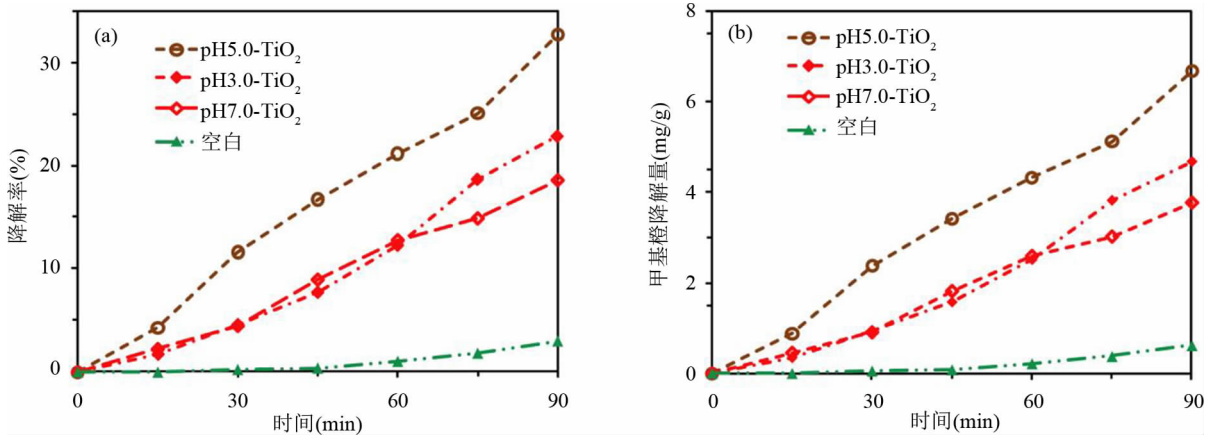 (a)
pH5.0-TiO₂
pH3.0-TiO₂
pH7.0-TiO₂
空白
降解率(%)
30
20
10
0
0 30 60 90
时间(min)
(b)
pH5.0-TiO₂
pH3.0-TiO₂
pH7.0-TiO₂
空白
甲基橙降解量(mg/g)
8
6
4
2
0
0 30 60 90
时间(min)